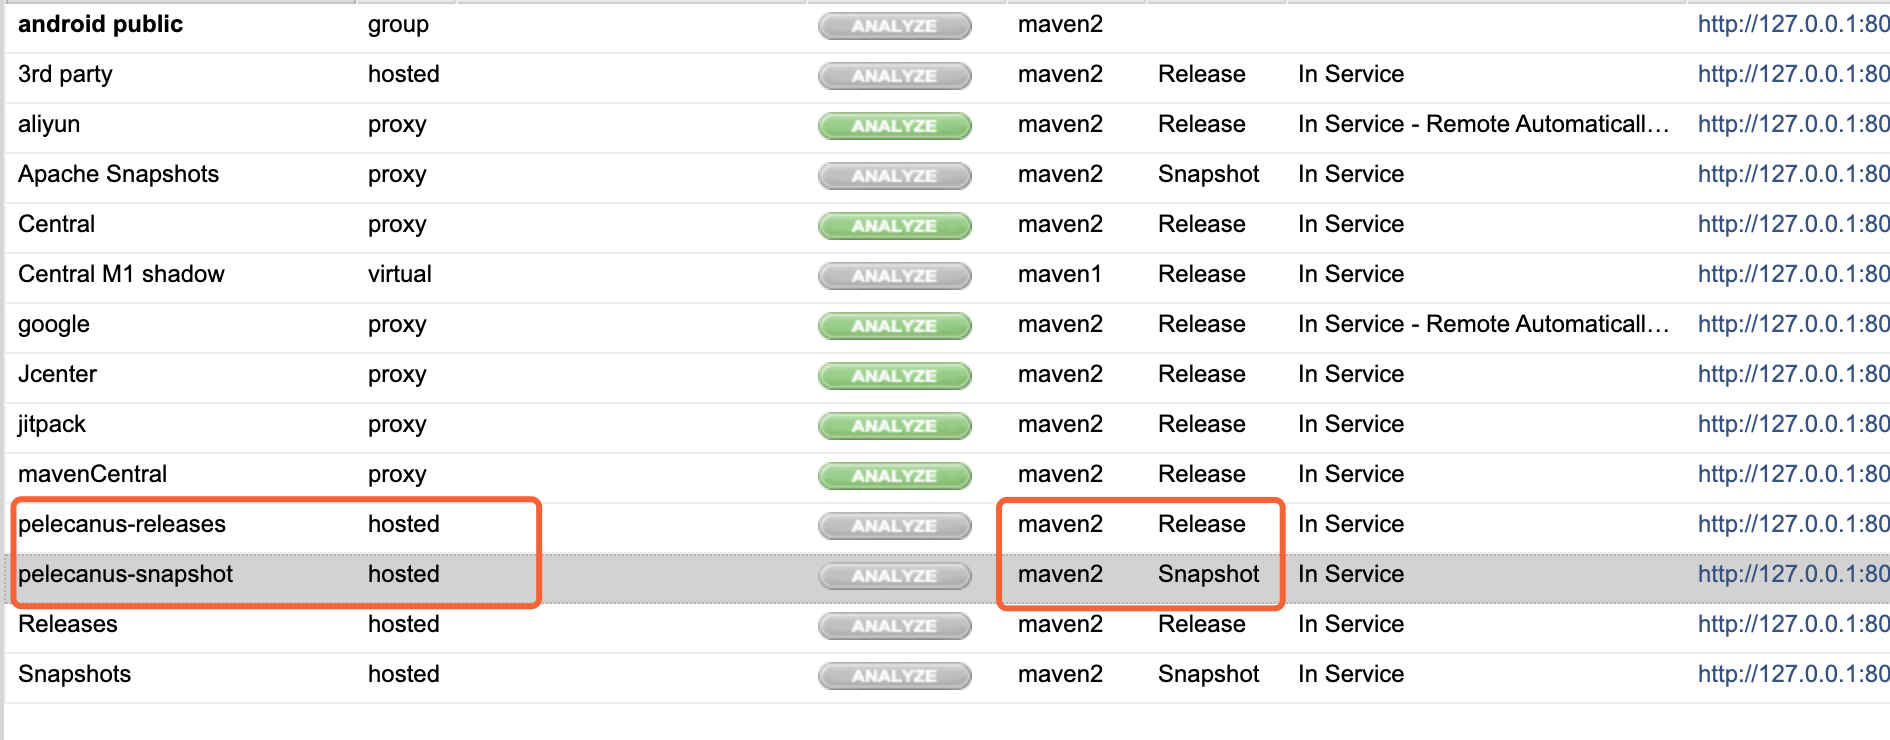 android public group ANALYZE maven2 http://127.0.0.1:80
3rd party hosted ANALYZE maven2 Release In Service http://127.0.0.1:80
aliyun proxy ANALYZE maven2 Release In Service - Remote Automaticall… http://127.0.0.1:80
Apache Snapshots proxy ANALYZE maven2 Snapshot In Service http://127.0.0.1:80
Central proxy ANALYZE maven2 Release In Service http://127.0.0.1:80
Central M1 shadow virtual ANALYZE maven1 Release In Service http://127.0.0.1:80
google proxy ANALYZE maven2 Release In Service - Remote Automaticall… http://127.0.0.1:80
Jcenter proxy ANALYZE maven2 Release In Service http://127.0.0.1:80
jitpack proxy ANALYZE maven2 Release In Service http://127.0.0.1:80
mavenCentral proxy ANALYZE maven2 Release In Service http://127.0.0.1:80
pelecanus-releases hosted ANALYZE maven2 Release In Service http://127.0.0.1:80
pelecanus-snapshot hosted ANALYZE maven2 Snapshot In Service http://127.0.0.1:80
Releases hosted ANALYZE maven2 Release In Service http://127.0.0.1:80
Snapshots hosted ANALYZE maven2 Snapshot In Service http://127.0.0.1:80